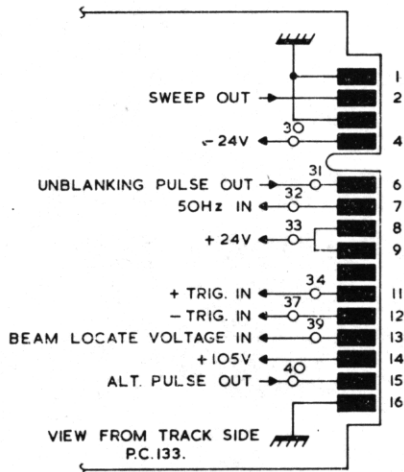 1
SWEEP OUT 2
30
- 24V 4
31
UNBLANKING PULSE OUT 6
32
50Hz IN 7
33
8
+ 24V
9
34
+ TRIG. IN 11
37
- TRIG. IN 12
39
BEAM LOCATE VOLTAGE IN 13
+105V 14
40
ALT. PULSE OUT 15
16
VIEW FROM TRACK SIDE
P.C.133.